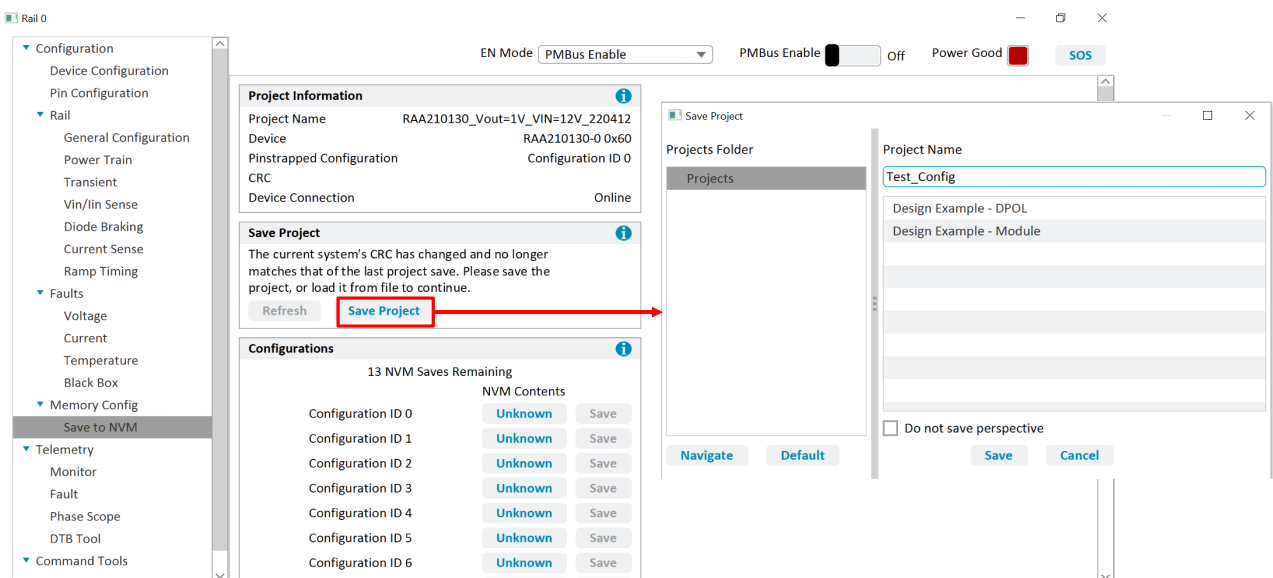 Rail 0
Configuration
Device Configuration
Pin Configuration
Rail
General Configuration
Power Train
Transient
Vin/Iin Sense
Diode Braking
Current Sense
Ramp Timing
Faults
Voltage
Current
Temperature
Black Box
Memory Config
Save to NVM
Telemetry
Monitor
Fault
Phase Scope
DTB Tool
Command Tools
EN Mode PMBus Enable PMBus Enable Off Power Good SOS
Project Information
Project Name RAA210130_Vout=1V_VIN=12V_220412
Device RAA210130-0 0x60
Pinstrapped Configuration Configuration ID 0
CRC
Device Connection Online
Save Project
The current system's CRC has changed and no longer
matches that of the last project save. Please save the
project, or load it from file to continue.
Refresh Save Project
Configurations
13 NVM Saves Remaining
NVM Contents
Configuration ID 0 Unknown Save
Configuration ID 1 Unknown Save
Configuration ID 2 Unknown Save
Configuration ID 3 Unknown Save
Configuration ID 4 Unknown Save
Configuration ID 5 Unknown Save
Configuration ID 6 Unknown Save
Save Project
Projects Folder
Projects
Navigate Default
Project Name
Test_Config
Design Example - DPOL
Design Example - Module
Do not save perspective
Save Cancel